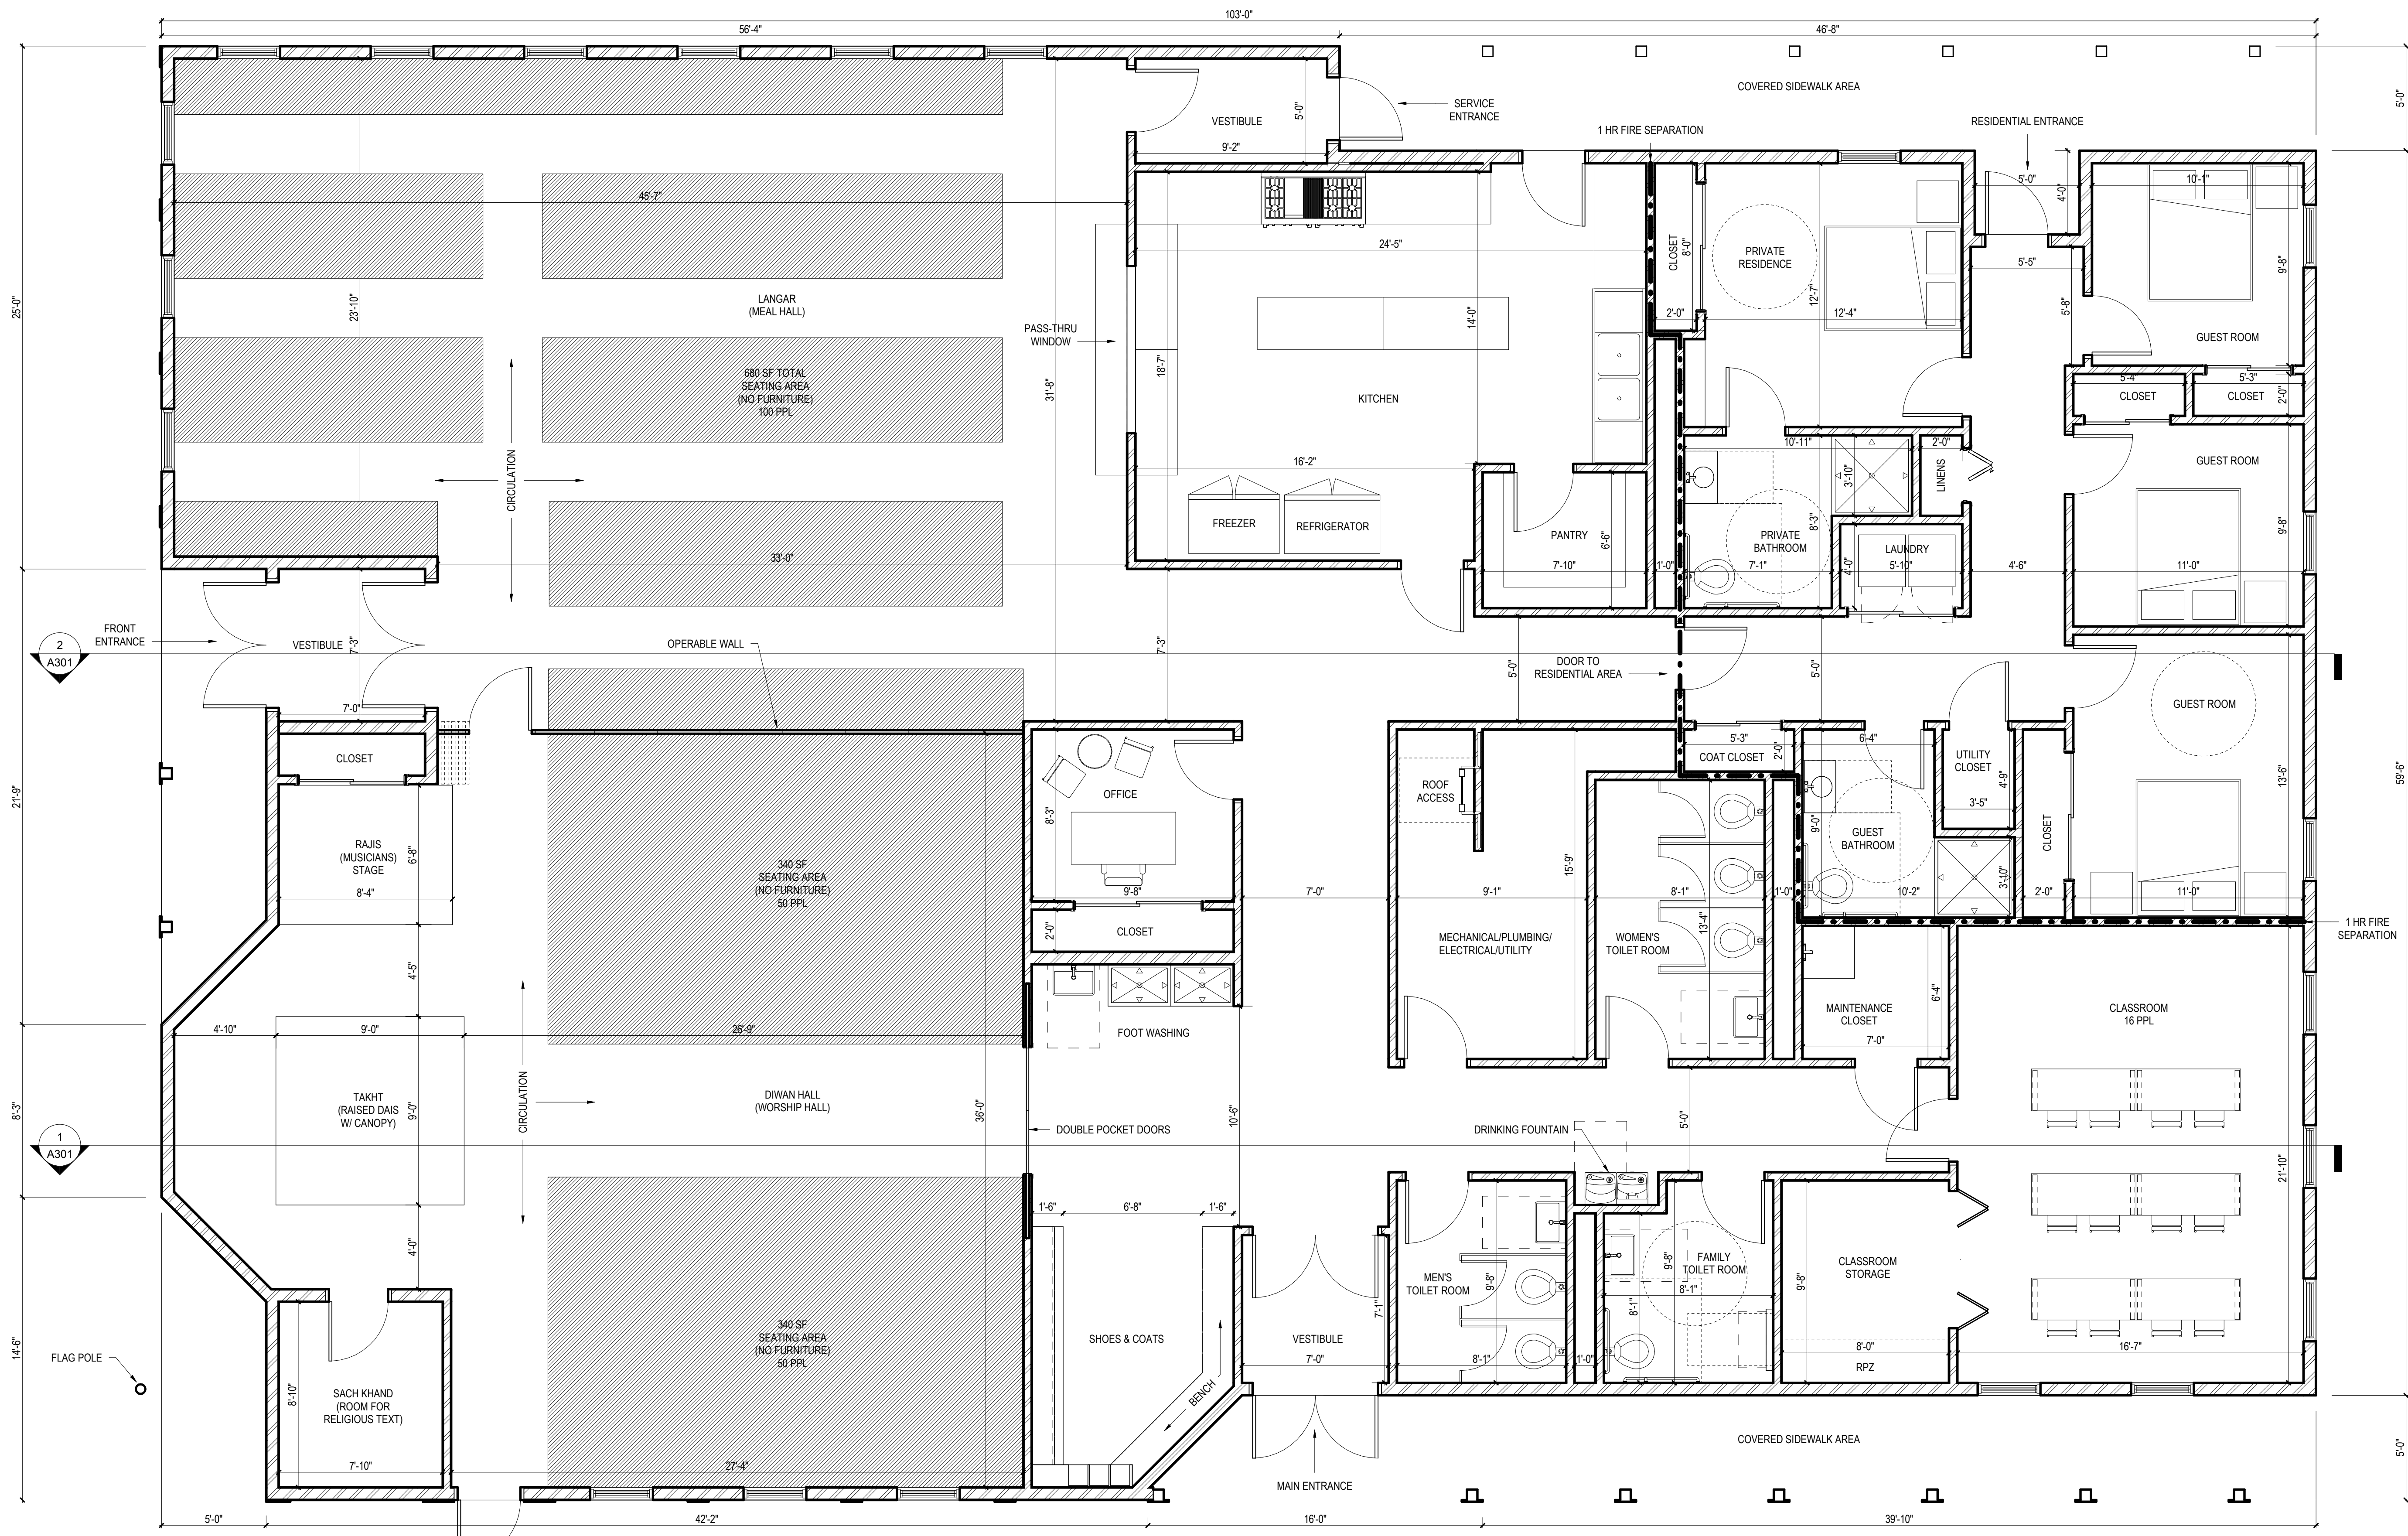 103'-0"
56'-4"
46'-8"
COVERED SIDEWALK AREA
5'-0"
SERVICE
ENTRANCE
VESTIBULE
5'-0"
9'-2"
1 HR FIRE SEPARATION
RESIDENTIAL ENTRANCE
5'-0"
4'-0"
10'-1"
45'-7"
24'-5"
CLOSET
8'-0"
PRIVATE
RESIDENCE
5'-5"
9'-8"
25'-0"
23'-10"
LANGAR
(MEAL HALL)
PASS-THRU
WINDOW
14'-0"
2'-0"
12'-7"
12'-4"
5'-8"
GUEST ROOM
18'-7"
31'-8"
680 SF TOTAL
SEATING AREA
(NO FURNITURE)
100 PPL
KITCHEN
5'-4"
5'-3"
CLOSET
CLOSET
2'-0"
CIRCULATION
16'-2"
10'-11"
2'-0"
3'-10"
LINENS
GUEST ROOM
FREEZER
REFRIGERATOR
PANTRY
6'-6"
8'-3"
PRIVATE
BATHROOM
LAUNDRY
9'-8"
33'-0"
7'-10"
1'-0"
7'-1"
4'-0"
5'-10"
4'-6"
11'-0"
FRONT
ENTRANCE
VESTIBULE
7'-3"
OPERABLE WALL
7'-3"
5'-0"
DOOR TO
RESIDENTIAL AREA
5'-0"
2
A301
7'-0"
GUEST ROOM
CLOSET
5'-3"
COAT CLOSET
2'-0"
6'-4"
UTILITY
CLOSET
4'-9"
3'-5"
13'-6"
59'-6"
21'-9"
OFFICE
8'-3"
ROOF
ACCESS
15'-9"
RAJIS
(MUSICIANS)
STAGE
6'-8"
8'-4"
340 SF
SEATING AREA
(NO FURNITURE)
50 PPL
9'-0"
GUEST
BATHROOM
CLOSET
3'-10"
9'-8"
7'-0"
9'-1"
8'-1"
1'-0"
10'-2"
2'-0"
11'-0"
2'-0"
CLOSET
13'-4"
1 HR FIRE
SEPARATION
4'-5"
MECHANICAL/PLUMBING/
ELECTRICAL/UTILITY
WOMEN'S
TOILET ROOM
6'-4"
MAINTENANCE
CLOSET
7'-0"
CLASSROOM
16 PPL
4'-10"
9'-0"
26'-9"
FOOT WASHING
8'-3"
TAKHT
(RAISED DAIS
W/ CANOPY)
9'-0"
CIRCULATION
DIWAN HALL
(WORSHIP HALL)
36'-0"
10'-6"
DOUBLE POCKET DOORS
DRINKING FOUNTAIN
5'-0"
1
A301
21'-10"
1'-6"
6'-8"
1'-6"
4'-0"
MEN'S
TOILET ROOM
9'-8"
9'-8"
FAMILY
TOILET ROOM
8'-1"
8'-1"
CLASSROOM
STORAGE
9'-8"
14'-6"
FLAG POLE
340 SF
SEATING AREA
(NO FURNITURE)
50 PPL
SHOES & COATS
BENCH
VESTIBULE
7'-1"
7'-0"
8'-1"
1'-0"
8'-0"
RPZ
16'-7"
SACH KHAND
(ROOM FOR
RELIGIOUS TEXT)
8'-10"
7'-10"
27'-4"
MAIN ENTRANCE
COVERED SIDEWALK AREA
5'-0"
5'-0"
42'-2"
16'-0"
39'-10"